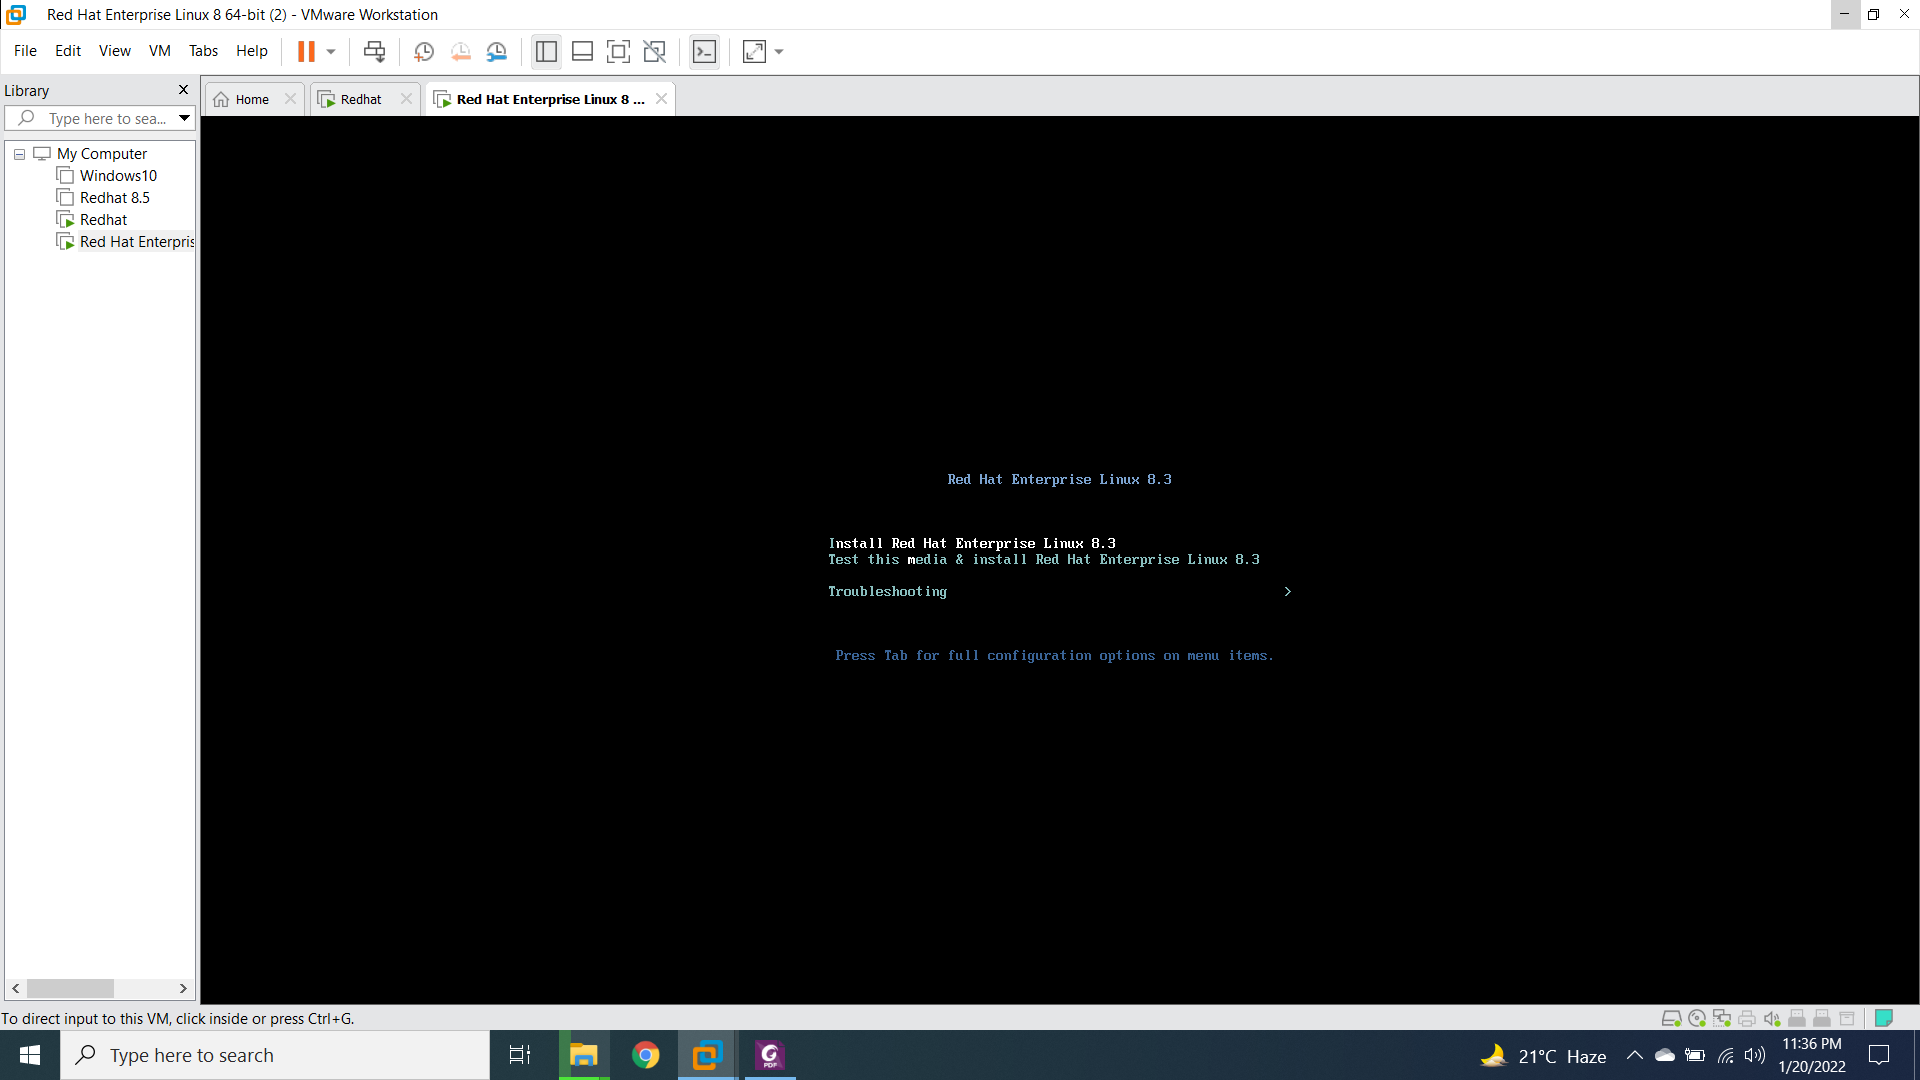 Red Hat Enterprise Linux 8 64-bit (2) - VMware Workstation
File Edit View VM Tabs Help
Library
Home
Redhat
Red Hat Enterprise Linux 8 ...
Type here to sea...
My Computer
Windows10
Redhat 8.5
Redhat
Red Hat Enterpris
Red Hat Enterprise Linux 8.3
Install Red Hat Enterprise Linux 8.3
Test this media & install Red Hat Enterprise Linux 8.3
Troubleshooting >
Press Tab for full configuration options on menu items.
To direct input to this VM, click inside or press Ctrl+G.
Type here to search
PDF
21°C Haze
11:36 PM
1/20/2022